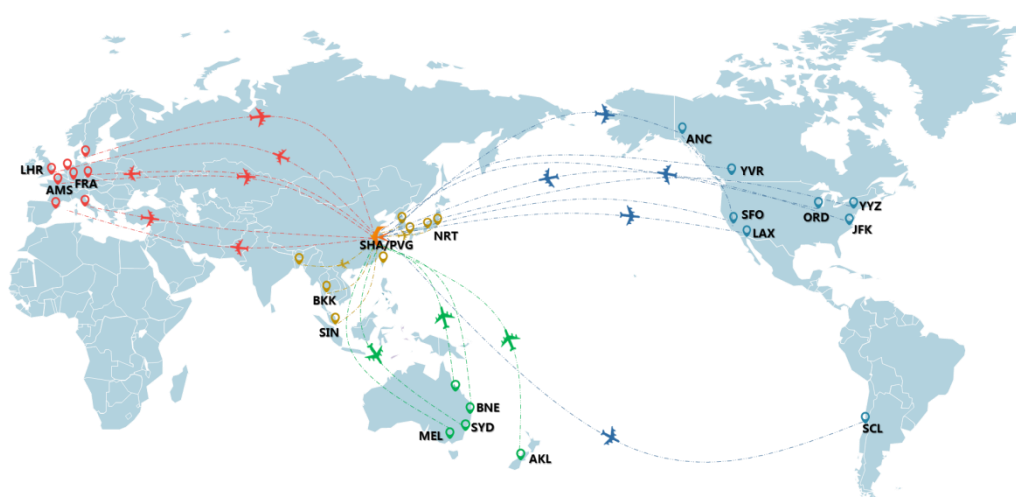 LHR
AMS
FRA
SHA/PVG
NRT
BKK
SIN
BNE
SYD
MEL
AKL
ANC
YVR
SFO
LAX
ORD
YYZ
JFK
SCL